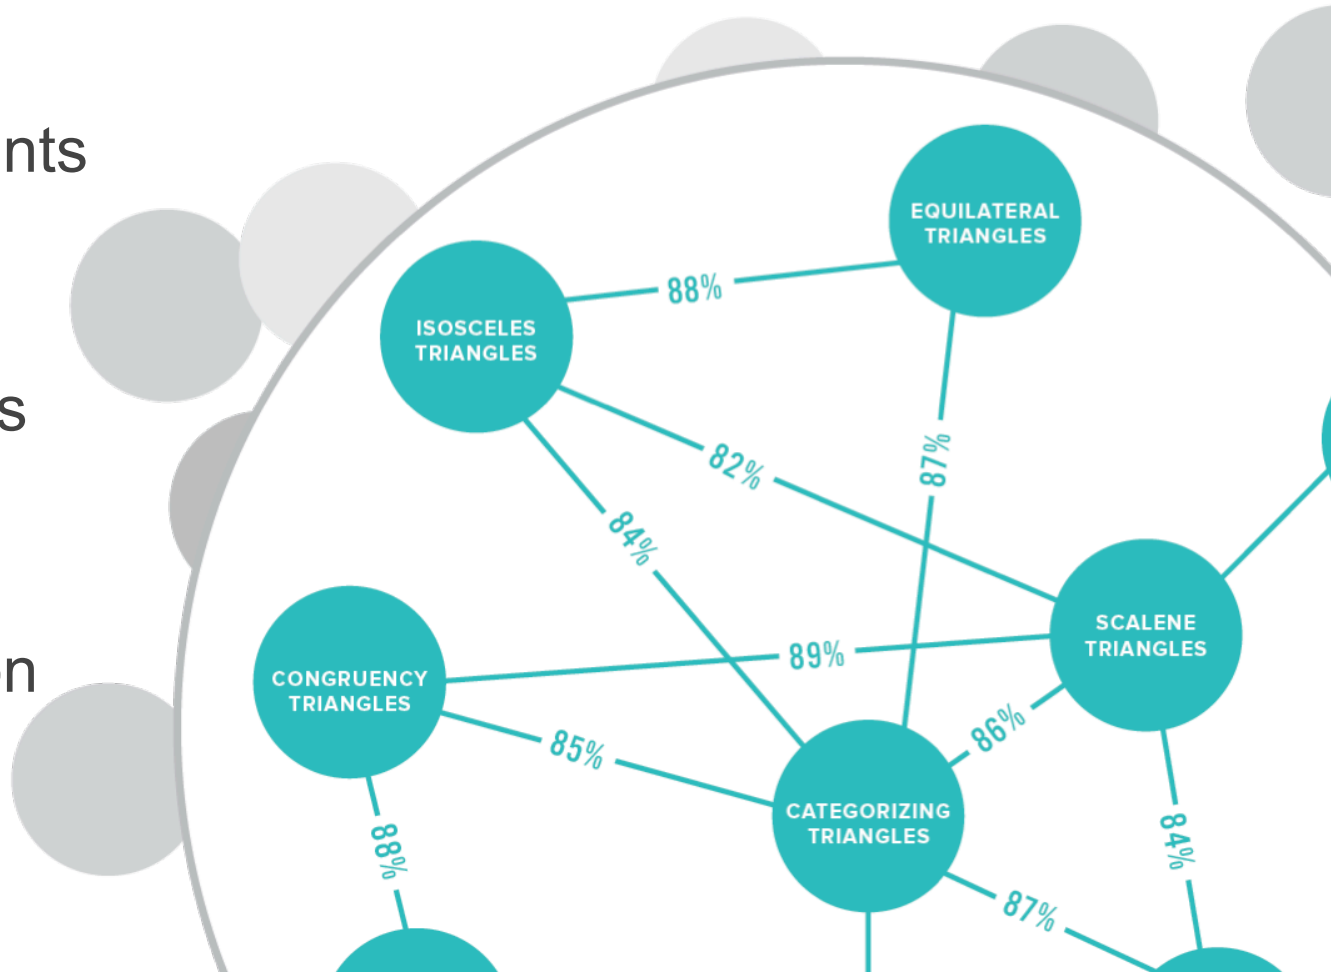 nts
EQUILATERAL
TRIANGLES
88%
ISOSCELES
TRIANGLES
s
82%
87%
84%
SCALENE
TRIANGLES
89%
on
CONGRUENCY
TRIANGLES
86%
85%
CATEGORIZING
TRIANGLES
88%
84%
87%